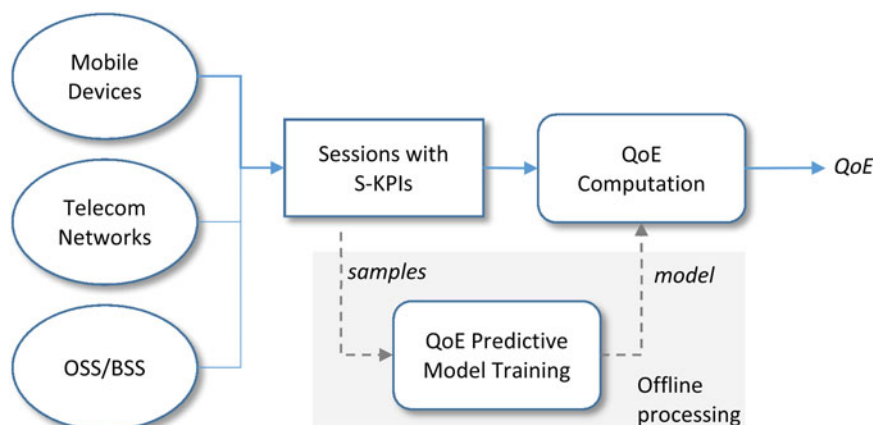 Mobile
Devices
Telecom
Networks
OSS/BSS
Sessions with
S-KPIs
QoE
Computation
QoE
samples
model
QoE Predictive
Model Training
Offline
processing